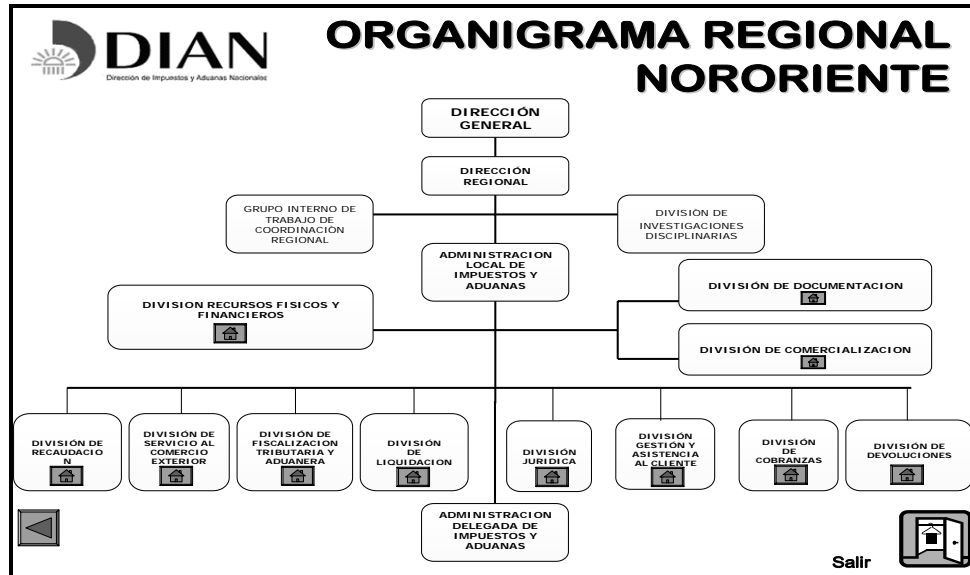 DIAN
Dirección de Impuestos y Aduanas Nacionales
ORGANIGRAMA REGIONAL
NORORIENTE
DIRECCIÓN
GENERAL
DIRECCIÓN
REGIONAL
GRUPO INTERNO DE
TRABAJO DE
COORDINACIÓN
REGIONAL
DIVISIÓN DE
INVESTIGACIONES
DISCIPLINARIAS
ADMINISTRACION
LOCAL DE
IMPUESTOS Y
ADUANAS
DIVISION RECURSOS FISICOS Y
FINANCIEROS
DIVISIÓN DE DOCUMENTACION
DIVISIÓN DE COMERCIALIZACION
DIVISIÓN DE
RECAUDACIO
N
DIVISIÓN DE
SERVICIO AL
COMERCIO
EXTERIOR
DIVISIÓN DE
FISCALIZACION
TRIBUTARIA Y
ADUANERA
DIVISIÓN
DE
LIQUIDACION
DIVISIÓN
JURIDICA
DIVISIÓN
GESTIÓN Y
ASISTENCIA
AL CLIENTE
DIVISIÓN
DE
COBRANZAS
DIVISIÓN DE
DEVOLUCIONES
ADMINISTRACION
DELEGADA DE
IMPUESTOS Y
ADUANAS
Salir